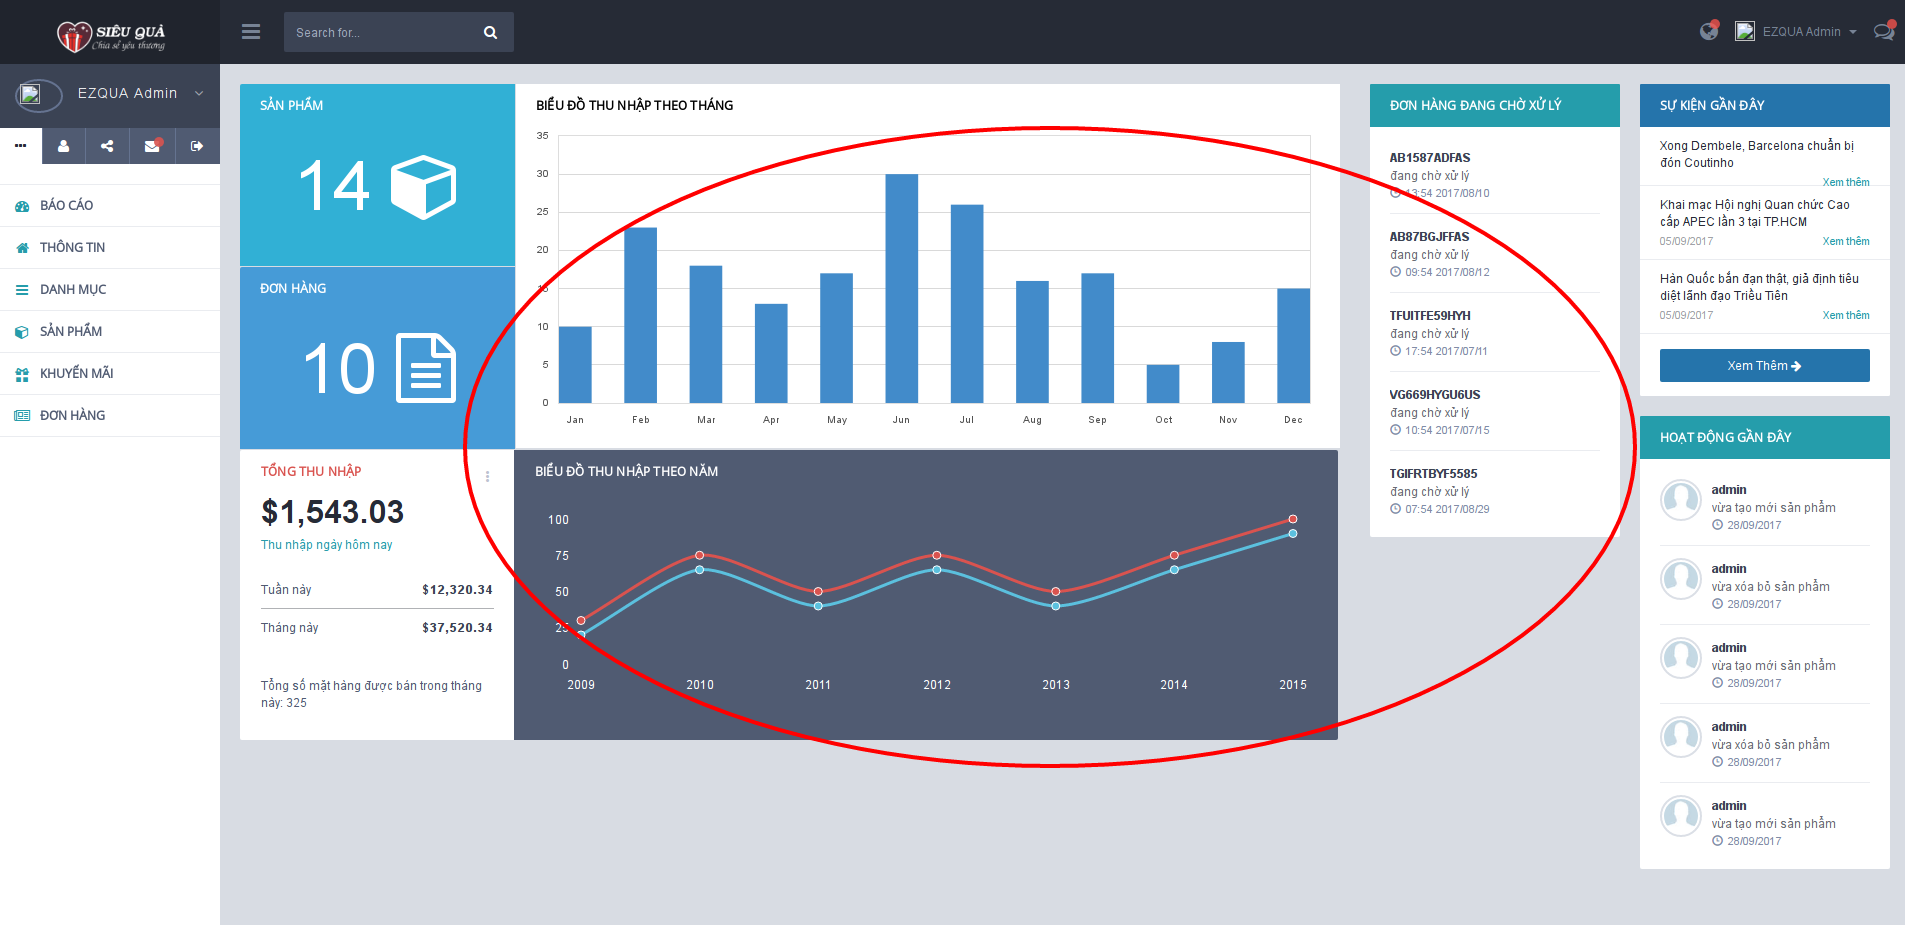 SIÊU QUÀ
Chia sẻ yêu thương
Search for...
EZQUA Admin
EZQUA Admin
BÁO CÁO
THÔNG TIN
DANH MỤC
SẢN PHẨM
KHUYẾN MÃI
ĐƠN HÀNG
SẢN PHẨM
14
ĐƠN HÀNG
10
TỔNG THU NHẬP
$1,543.03
Thu nhập ngày hôm nay
Tuần này $12,320.34
Tháng này $37,520.34
Tổng số mặt hàng được bán trong tháng
này: 325
BIỂU ĐỒ THU NHẬP THEO THÁNG
35
30
25
20
15
10
5
0
Jan Feb Mar Apr May Jun Jul Aug Sep Oct Nov Dec
BIỂU ĐỒ THU NHẬP THEO NĂM
100
75
50
25
0
2009 2010 2011 2012 2013 2014 2015
ĐƠN HÀNG ĐANG CHỜ XỬ LÝ
AB1587ADFAS
đang chờ xử lý
13:54 2017/08/10
AB87BGJFFAS
đang chờ xử lý
09:54 2017/08/12
TFUITFE59HYH
đang chờ xử lý
17:54 2017/07/11
VG669HYGU6US
đang chờ xử lý
10:54 2017/07/15
TGIFRTBYF5585
đang chờ xử lý
07:54 2017/08/29
SỰ KIỆN GẦN ĐÂY
Xong Dembele, Barcelona chuẩn bị
đón Coutinho
Xem thêm
Khai mạc Hội nghị Quan chức Cao
cấp APEC lần 3 tại TP.HCM
05/09/2017 Xem thêm
Hàn Quốc bắn đạn thật, giả định tiêu
diệt lãnh đạo Triều Tiên
05/09/2017 Xem thêm
Xem Thêm
HOẠT ĐỘNG GẦN ĐÂY
admin
vừa tạo mới sản phẩm
28/09/2017
admin
vừa xóa bỏ sản phẩm
28/09/2017
admin
vừa tạo mới sản phẩm
28/09/2017
admin
vừa xóa bỏ sản phẩm
28/09/2017
admin
vừa tạo mới sản phẩm
28/09/2017